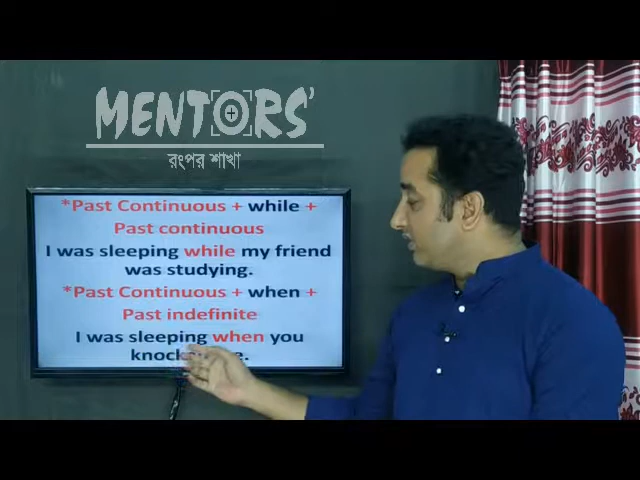 MENTORS'
রংপুর শাখা
*Past Continuous + while +
Past continuous
I was sleeping while my friend
was studying.
*Past Continuous + when +
Past indefinite
I was sleeping when you